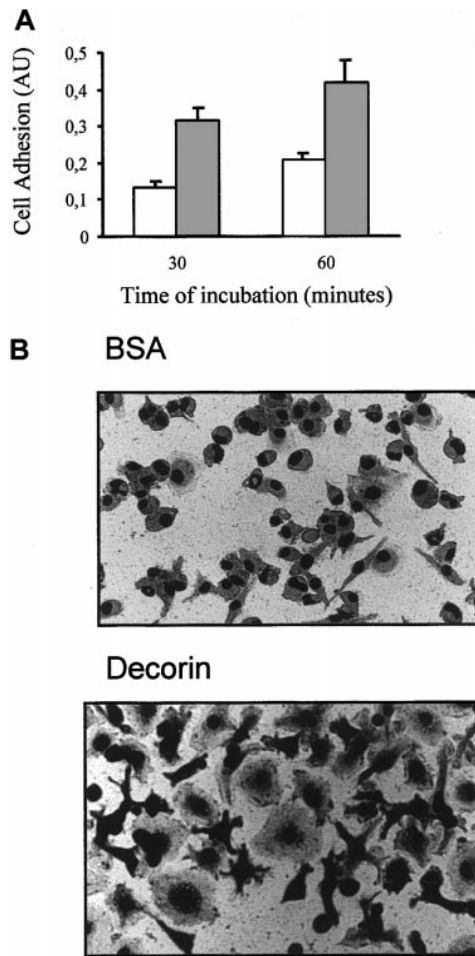 A
Cell Adhesion (AU)
0,5
0,4
0,3
0,2
0,1
0
30
60
Time of incubation (minutes)
B
BSA
Decorin